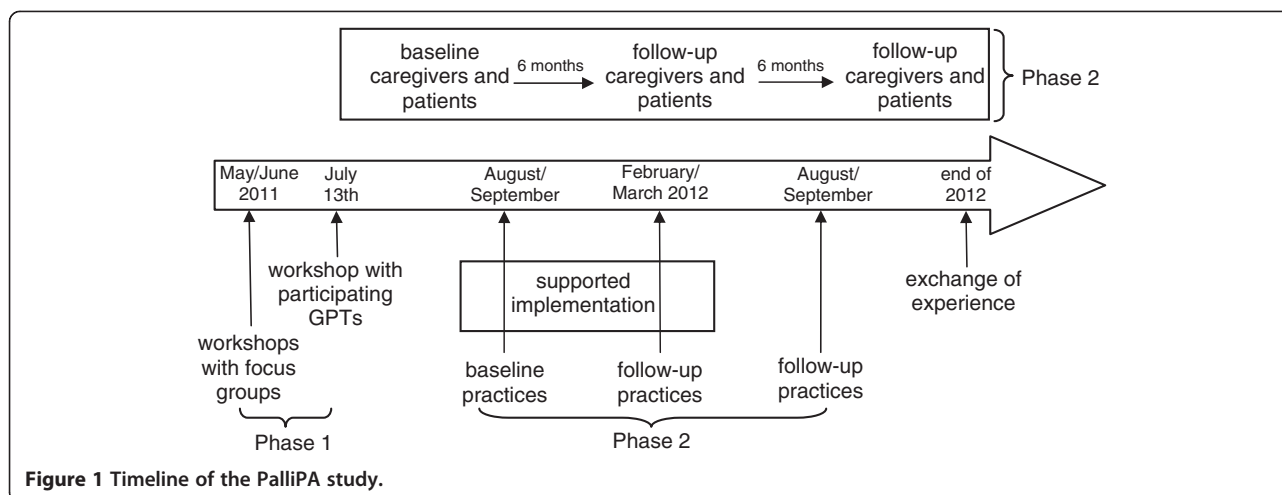 baseline
caregivers and
patients
6 months
follow-up
caregivers and
patients
6 months
follow-up
caregivers and
patients
Phase 2
May/June
2011
July
13th
August/
September
February/
March 2012
August/
September
end of
2012
workshop with
participating
GPTs
supported
implementation
exchange of
experience
workshops
with focus
groups
baseline
practices
follow-up
practices
follow-up
practices
Phase 1
Phase 2
Figure 1 Timeline of the PalliPA study.